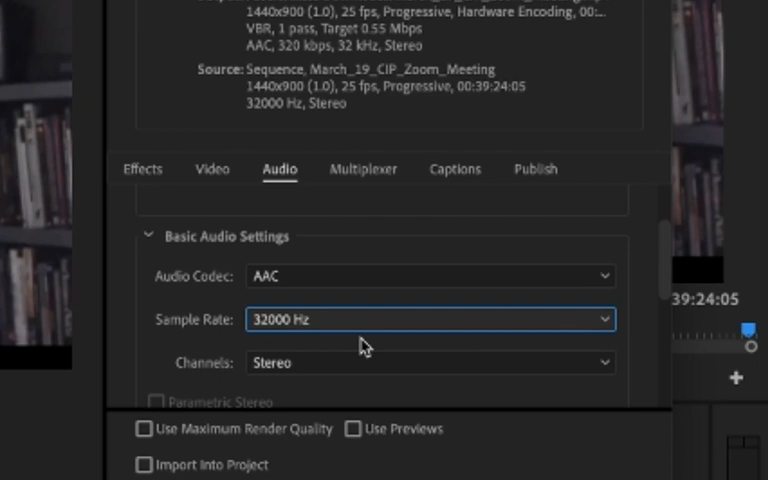 1440x900 (1.0), 25 fps, Progressive, Hardware Encoding, 00:...
VBR, 1 pass, Target 0.55 Mbps
AAC, 320 kbps, 32 kHz, Stereo
Source: Sequence, March_19_CIP_Zoom_Meeting
1440x900 (1.0), 25 fps, Progressive, 00:39:24:05
32000 Hz, Stereo
Effects Video Audio Multiplexer Captions Publish
Basic Audio Settings
Audio Codec: AAC
39:24:05
Sample Rate: 32000 Hz
Channels: Stereo
Parametric Stereo
Use Maximum Render Quality Use Previews
Import Into Project